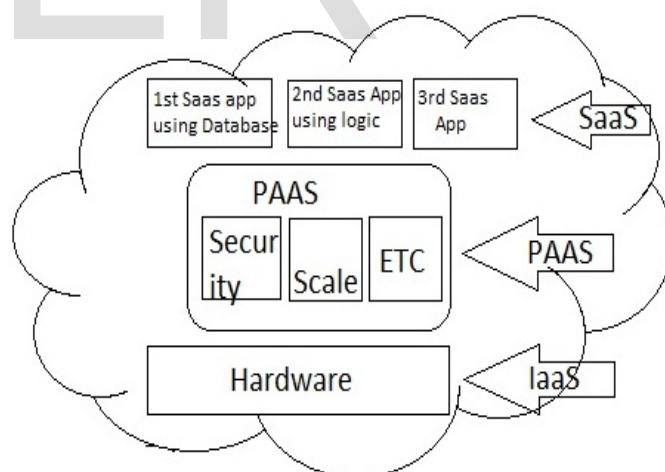 ER
1st Saas app
using Database
2nd Saas App
using logic
3rd Saas
App
SaaS
PAAS
Secur
ity
Scale
ETC
PAAS
Hardware
IaaS